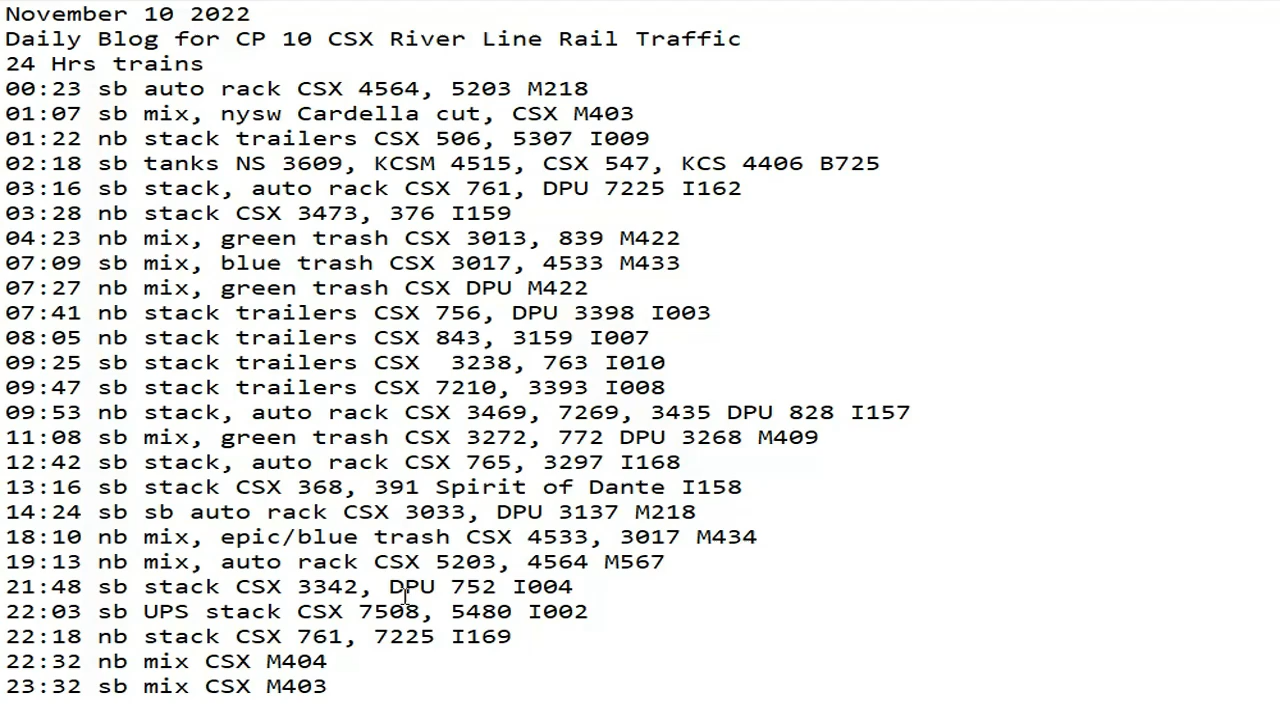 November 10 2022
Daily Blog for CP 10 CSX River Line Rail Traffic
24 Hrs trains
00:23 sb auto rack CSX 4564, 5203 M218
01:07 sb mix, nysw Cardella cut, CSX M403
01:22 nb stack trailers CSX 506, 5307 I009
02:18 sb tanks NS 3609, KCSM 4515, CSX 547, KCS 4406 B725
03:16 sb stack, auto rack CSX 761, DPU 7225 I162
03:28 nb stack CSX 3473, 376 I159
04:23 nb mix, green trash CSX 3013, 839 M422
07:09 sb mix, blue trash CSX 3017, 4533 M433
07:27 nb mix, green trash CSX DPU M422
07:41 nb stack trailers CSX 756, DPU 3398 I003
08:05 nb stack trailers CSX 843, 3159 I007
09:25 sb stack trailers CSX  3238, 763 I010
09:47 sb stack trailers CSX 7210, 3393 I008
09:53 nb stack, auto rack CSX 3469, 7269, 3435 DPU 828 I157
11:08 sb mix, green trash CSX 3272, 772 DPU 3268 M409
12:42 sb stack, auto rack CSX 765, 3297 I168
13:16 sb stack CSX 368, 391 Spirit of Dante I158
14:24 sb sb auto rack CSX 3033, DPU 3137 M218
18:10 nb mix, epic/blue trash CSX 4533, 3017 M434
19:13 nb mix, auto rack CSX 5203, 4564 M567
21:48 sb stack CSX 3342, DPU 752 I004
22:03 sb UPS stack CSX 7508, 5480 I002
22:18 nb stack CSX 761, 7225 I169
22:32 nb mix CSX M404
23:32 sb mix CSX M403